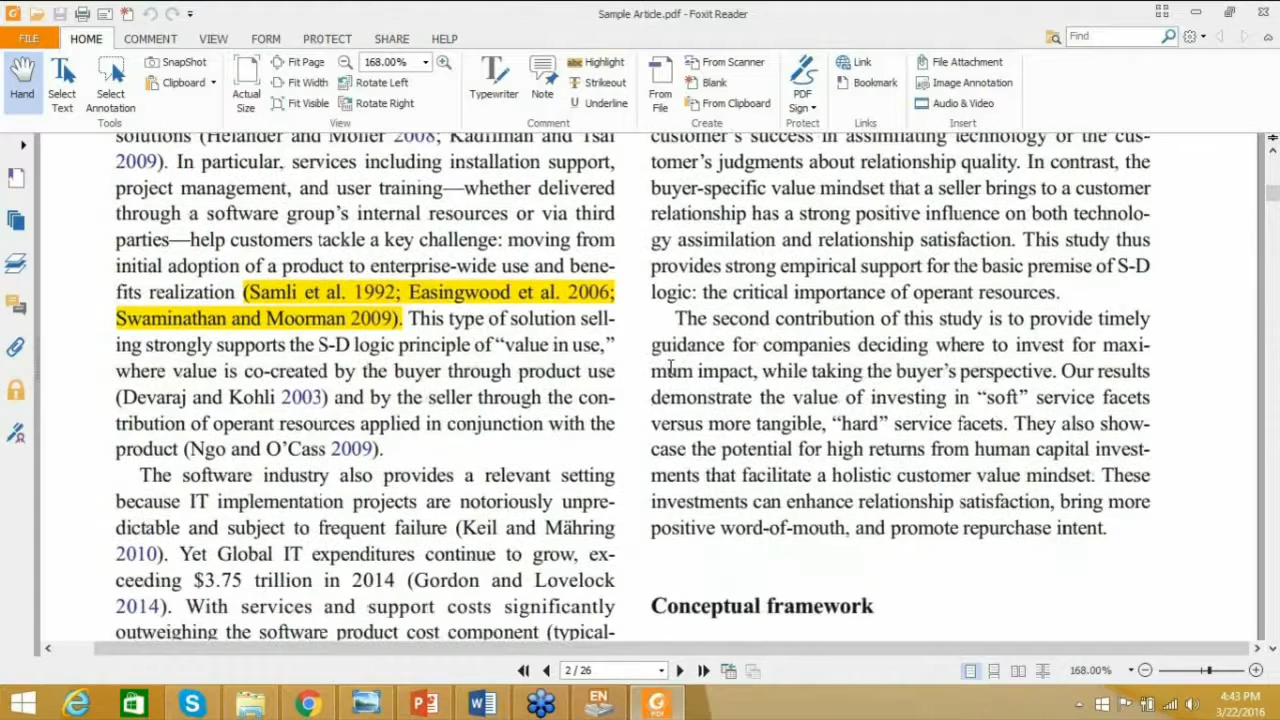 Sample Article.pdf - Foxit Reader
FILE HOME COMMENT VIEW FORM PROTECT SHARE HELP
Find
Hand
Select Text
Select Annotation
SnapShot
Clipboard
Tools
Actual Size
Fit Page
Fit Width
Fit Visible
168.00%
Rotate Left
Rotate Right
View
Typewriter
Note
Highlight
Strikeout
Underline
Comment
From File
From Scanner
Blank
From Clipboard
Create
PDF Sign
Protect
Link
Bookmark
Links
File Attachment
Image Annotation
Audio & Video
Insert
solutions (Helander and Möller 2008; Kauffman and Tsai
2009). In particular, services including installation support,
project management, and user training—whether delivered
through a software group's internal resources or via third
parties—help customers tackle a key challenge: moving from
initial adoption of a product to enterprise-wide use and bene-
fits realization (Samli et al. 1992; Easingwood et al. 2006;
Swaminathan and Moorman 2009). This type of solution sell-
ing strongly supports the S-D logic principle of “value in use,”
where value is co-created by the buyer through product use
(Devaraj and Kohli 2003) and by the seller through the con-
tribution of operant resources applied in conjunction with the
product (Ngo and O'Cass 2009).
The software industry also provides a relevant setting
because IT implementation projects are notoriously unpre-
dictable and subject to frequent failure (Keil and Mähring
2010). Yet Global IT expenditures continue to grow, ex-
ceeding $3.75 trillion in 2014 (Gordon and Lovelock
2014). With services and support costs significantly
outweighing the software product cost component (typical-
customer's success in assimilating technology or the cus-
tomer's judgments about relationship quality. In contrast, the
buyer-specific value mindset that a seller brings to a customer
relationship has a strong positive influence on both technolo-
gy assimilation and relationship satisfaction. This study thus
provides strong empirical support for the basic premise of S-D
logic: the critical importance of operant resources.
The second contribution of this study is to provide timely
guidance for companies deciding where to invest for maxi-
mum impact, while taking the buyer's perspective. Our results
demonstrate the value of investing in “soft” service facets
versus more tangible, “hard” service facets. They also show-
case the potential for high returns from human capital invest-
ments that facilitate a holistic customer value mindset. These
investments can enhance relationship satisfaction, bring more
positive word-of-mouth, and promote repurchase intent.
Conceptual framework
2 / 26
168.00%
EN
PDF
4:43 PM
3/22/2016